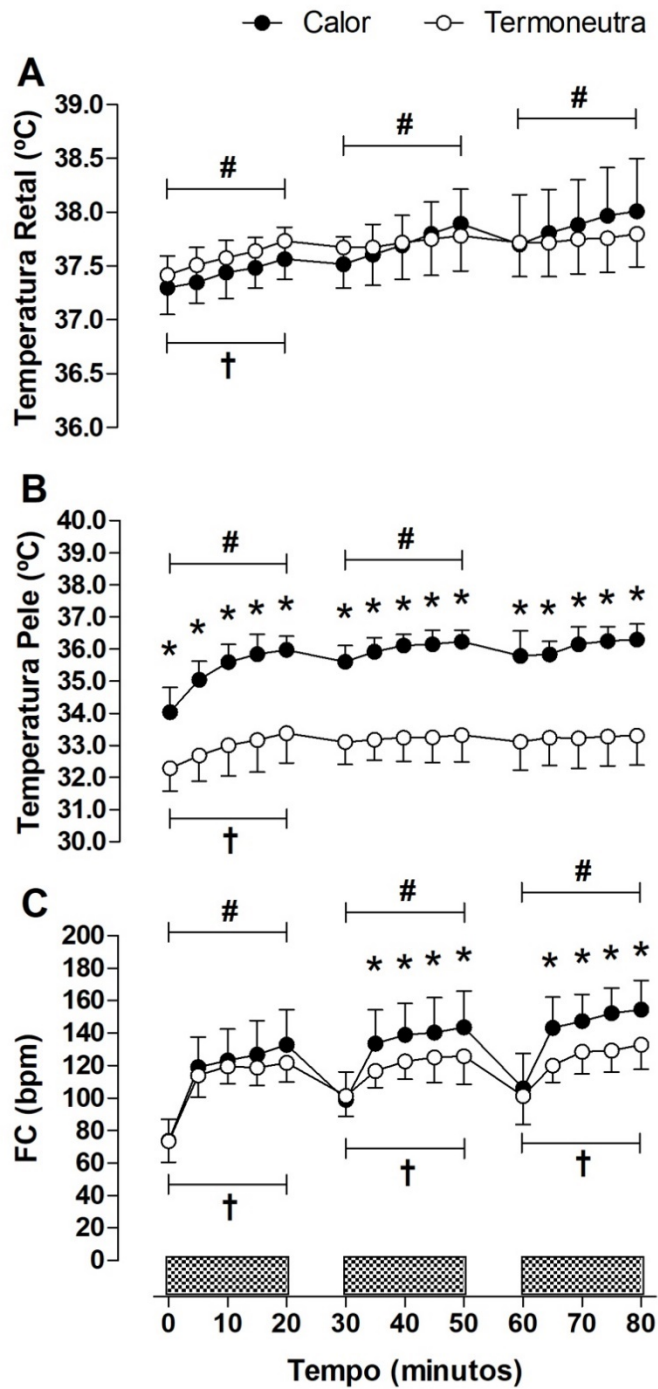 Calor Termoneutra
A
Temperatura Retal (ºC)
39.0
38.5
38.0
37.5
37.0
36.5
36.0
# # #
†
B
Temperatura Pele (ºC)
40.0
39.0
38.0
37.0
36.0
35.0
34.0
33.0
32.0
31.0
30.0
# #
* * * * * * * * * * * * * * *
†
C
FC (bpm)
200
180
160
140
120
100
80
60
40
20
0
# # #
* * * * * * * *
† † †
0 10 20 30 40 50 60 70 80
Tempo (minutos)